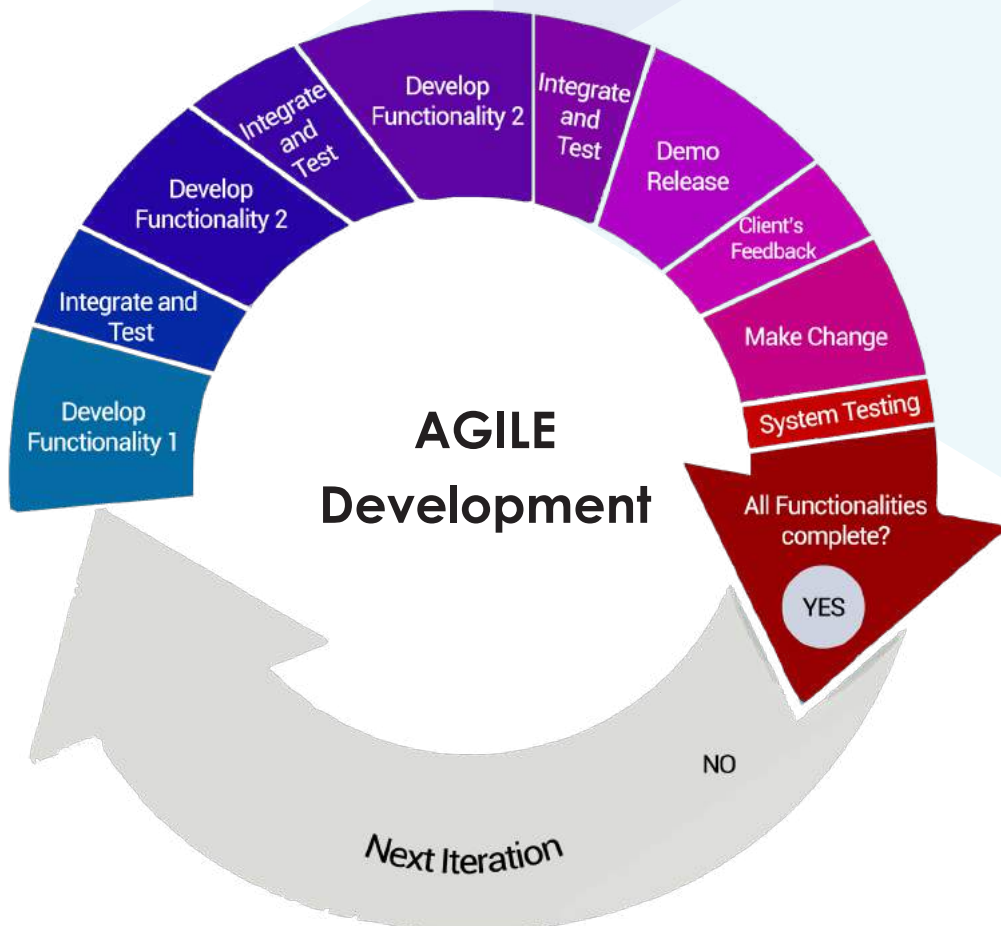 Develop
Functionality 1
Integrate and
Test
Develop
Functionality 2
Integrate
and
Test
Develop
Functionality 2
Integrate
and
Test
Demo
Release
Client's
Feedback
Make Change
System Testing
All Functionalities
complete?
YES
NO
Next Iteration
AGILE
Development